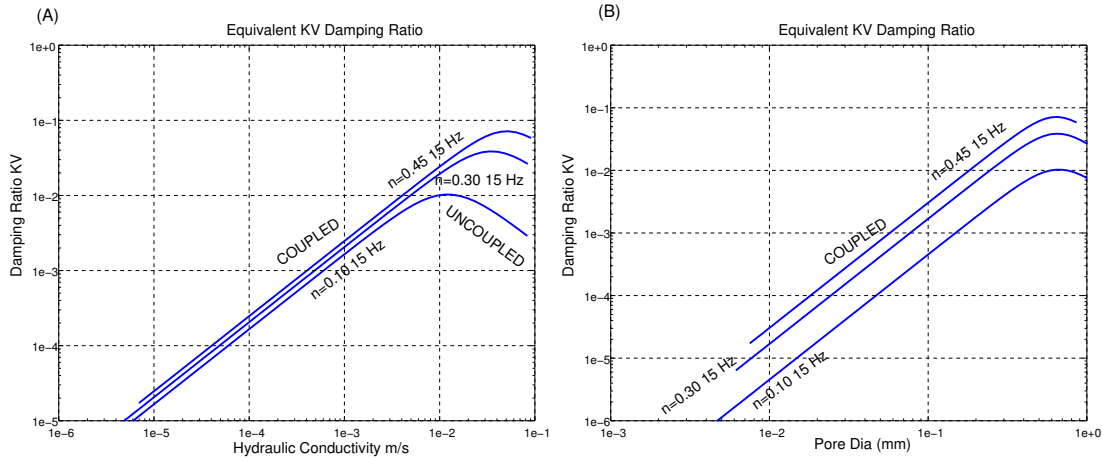 (A)
Equivalent KV Damping Ratio
Damping Ratio KV
1e+0
1e-1
1e-2
1e-3
1e-4
1e-5
1e-6
1e-5
1e-4
1e-3
1e-2
1e-1
Hydraulic Conductivity m/s
n=0.45 15 Hz
n=0.30 15 Hz
n=0.10 15 Hz
COUPLED
UNCOUPLED
(B)
Equivalent KV Damping Ratio
Damping Ratio KV
1e+0
1e-1
1e-2
1e-3
1e-4
1e-5
1e-6
1e-3
1e-2
1e-1
1e+0
Pore Dia (mm)
n=0.45 15 Hz
COUPLED
n=0.30 15 Hz
n=0.10 15 Hz